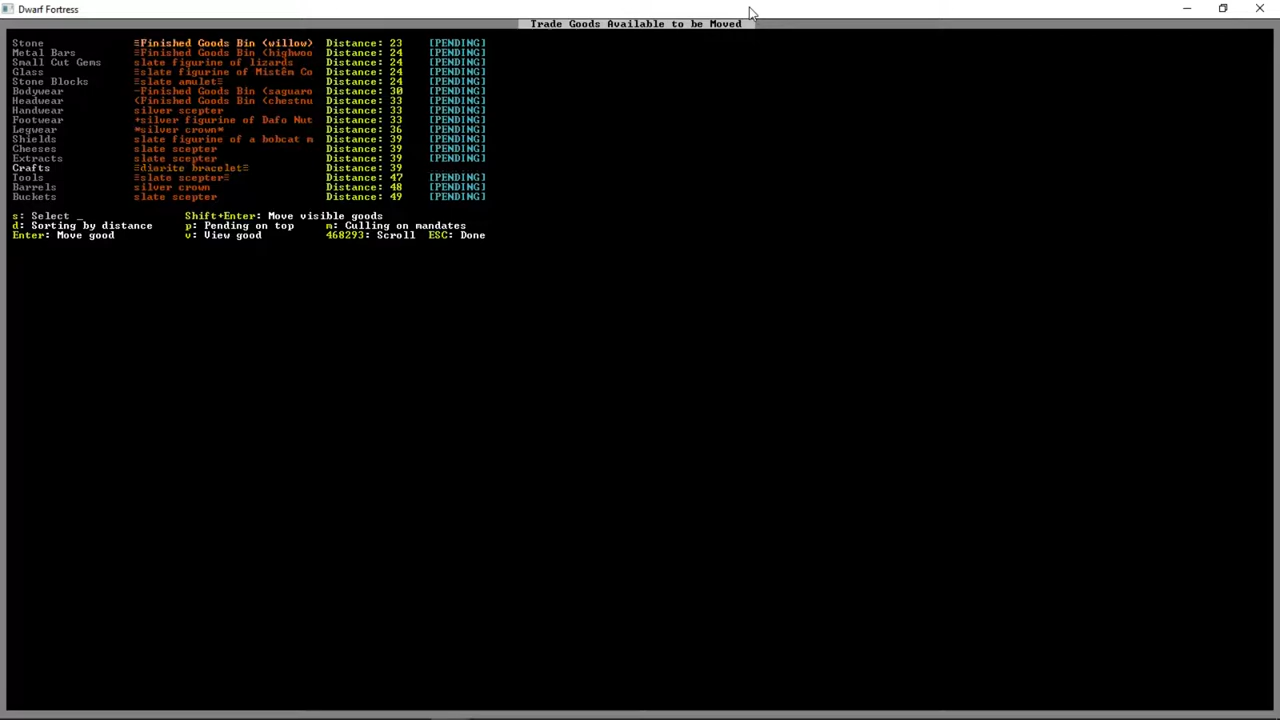 Dwarf Fortress
Trade Goods Available to be Moved
Stone ≡Finished Goods Bin (willow) Distance: 23 [PENDING]
Metal Bars ≡Finished Goods Bin (highwoo Distance: 24 [PENDING]
Small Cut Gems slate figurine of lizards Distance: 24 [PENDING]
Glass ≡slate figurine of Mistêm Co Distance: 24 [PENDING]
Stone Blocks ≡slate amulet≡ Distance: 24 [PENDING]
Bodywear -Finished Goods Bin (saguaro Distance: 30 [PENDING]
Headwear (Finished Goods Bin (chestnu Distance: 33 [PENDING]
Handwear silver scepter Distance: 33 [PENDING]
Footwear +silver figurine of Dafo Nut Distance: 33 [PENDING]
Legwear *silver crown* Distance: 36 [PENDING]
Shields slate figurine of a bobcat m Distance: 39 [PENDING]
Cheeses slate scepter Distance: 39 [PENDING]
Extracts slate scepter Distance: 39 [PENDING]
Crafts ≡diorite bracelet≡ Distance: 39
Tools ≡slate scepter≡ Distance: 47 [PENDING]
Barrels silver crown Distance: 48 [PENDING]
Buckets slate scepter Distance: 49 [PENDING]
s: Select _ Shift+Enter: Move visible goods
d: Sorting by distance p: Pending on top m: Culling on mandates
Enter: Move good v: View good 468293: Scroll ESC: Done